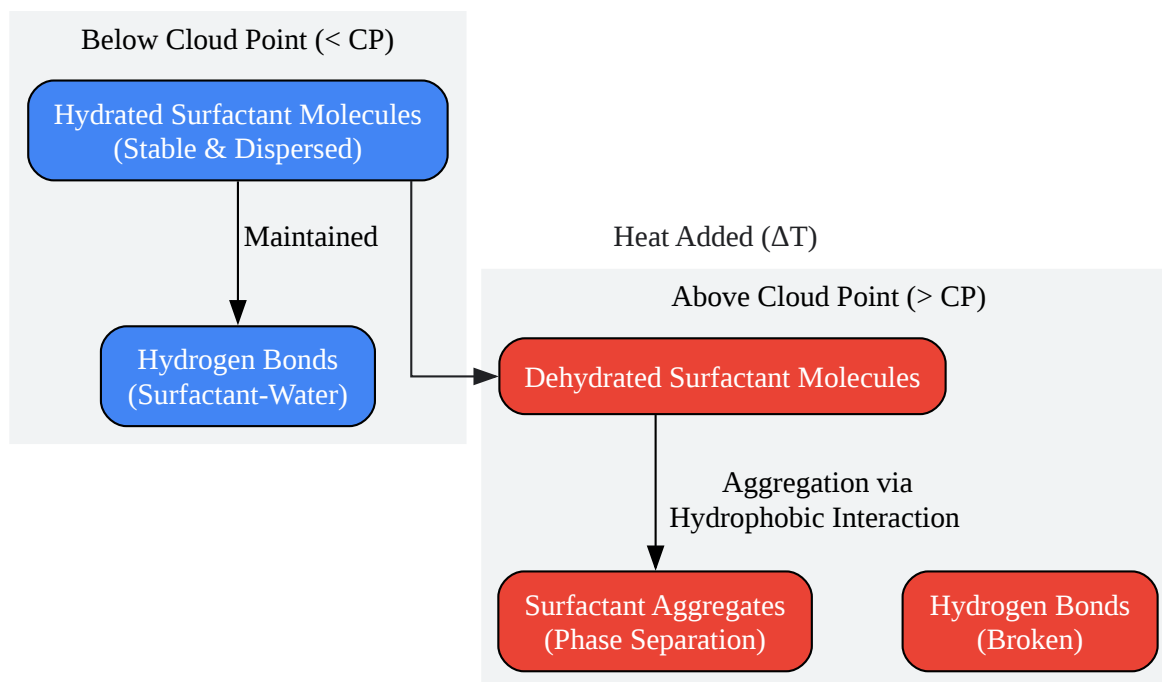 Below Cloud Point (< CP)
Hydrated Surfactant Molecules
(Stable & Dispersed)
Maintained
Hydrogen Bonds
(Surfactant-Water)
Heat Added (ΔT)
Above Cloud Point (> CP)
Dehydrated Surfactant Molecules
Aggregation via
Hydrophobic Interaction
Surfactant Aggregates
(Phase Separation)
Hydrogen Bonds
(Broken)